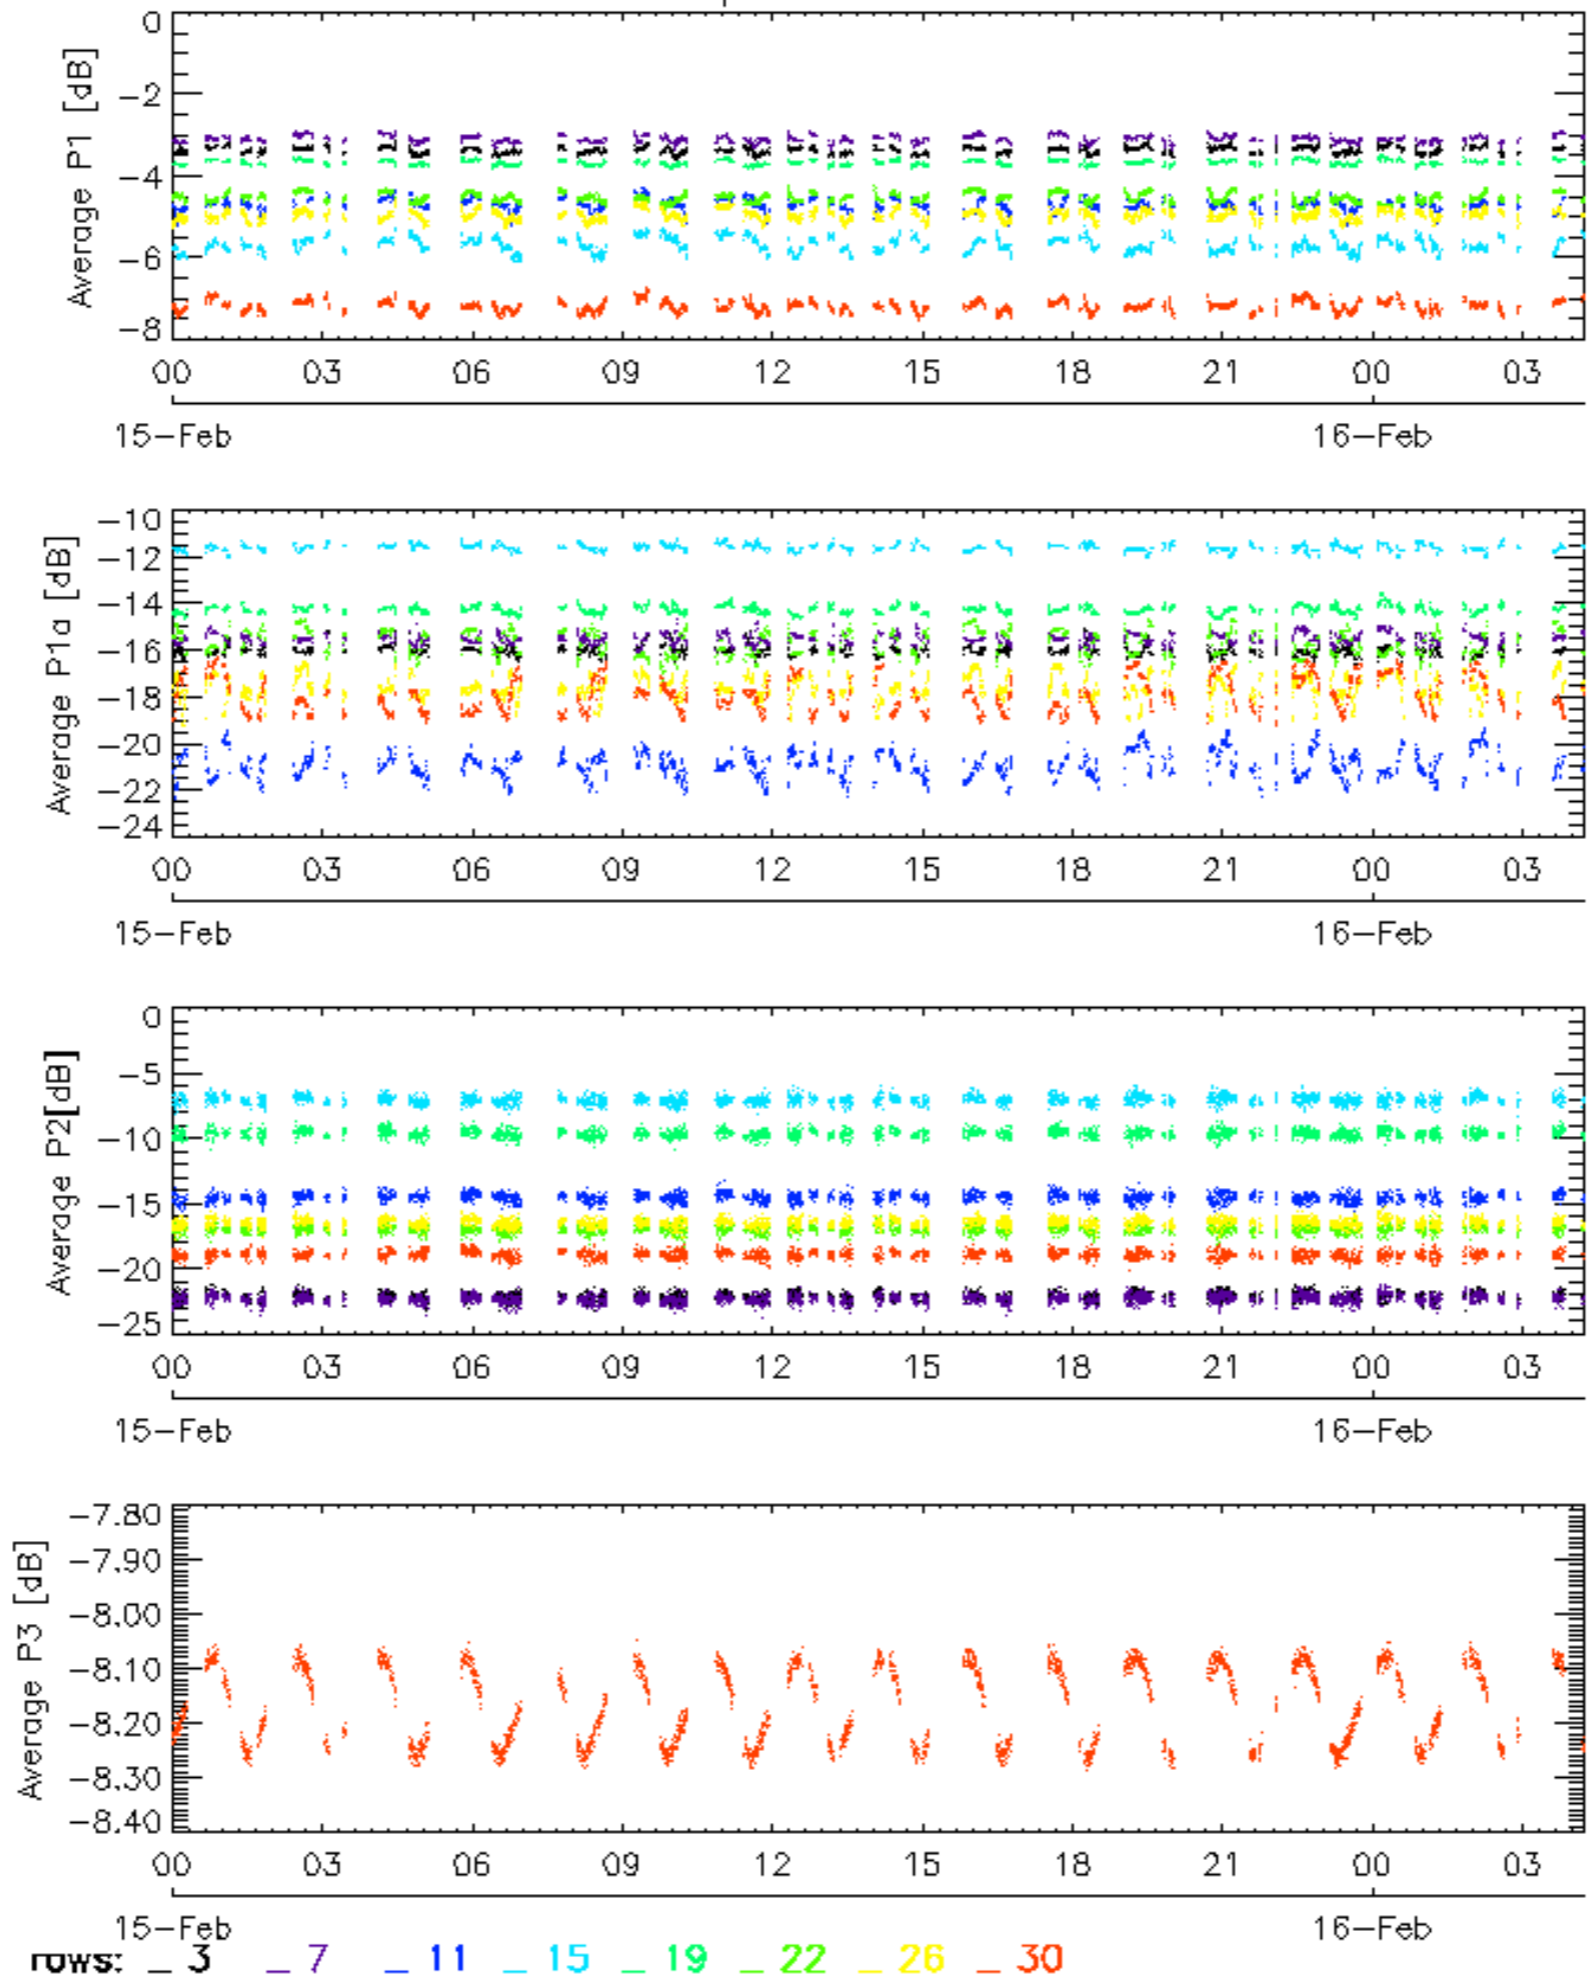 Average P1 [dB]
0
−2
−4
−6
−8
00 03 06 09 12 15 18 21 00 03
15−Feb 16−Feb
Average P1a [dB]
−10
−12
−14
−16
−18
−20
−22
−24
00 03 06 09 12 15 18 21 00 03
15−Feb 16−Feb
Average P2[dB]
0
−5
−10
−15
−20
−25
00 03 06 09 12 15 18 21 00 03
15−Feb 16−Feb
Average P3 [dB]
−7.80
−7.90
−8.00
−8.10
−8.20
−8.30
−8.40
00 03 06 09 12 15 18 21 00 03
15−Feb 16−Feb
rows: _ 3 _ 7 _ 11 _ 15 _ 19 _ 22 _ 26 _ 30